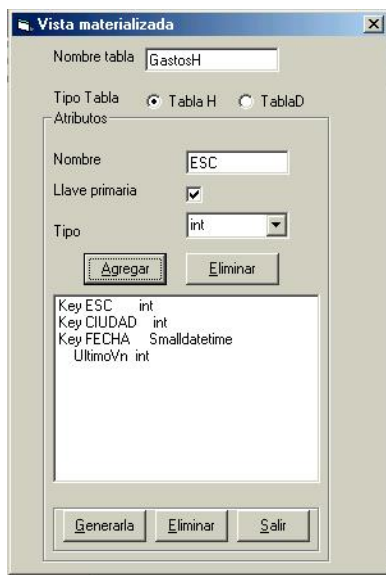 Vista materializada
Nombre tabla GastosH
Tipo Tabla Tabla H TablaD
Atributos
Nombre ESC
Llave primaria
Tipo int
Agregar Eliminar
Key ESC int
Key CIUDAD int
Key FECHA Smalldatetime
UltimoVn int
Generarla Eliminar Salir